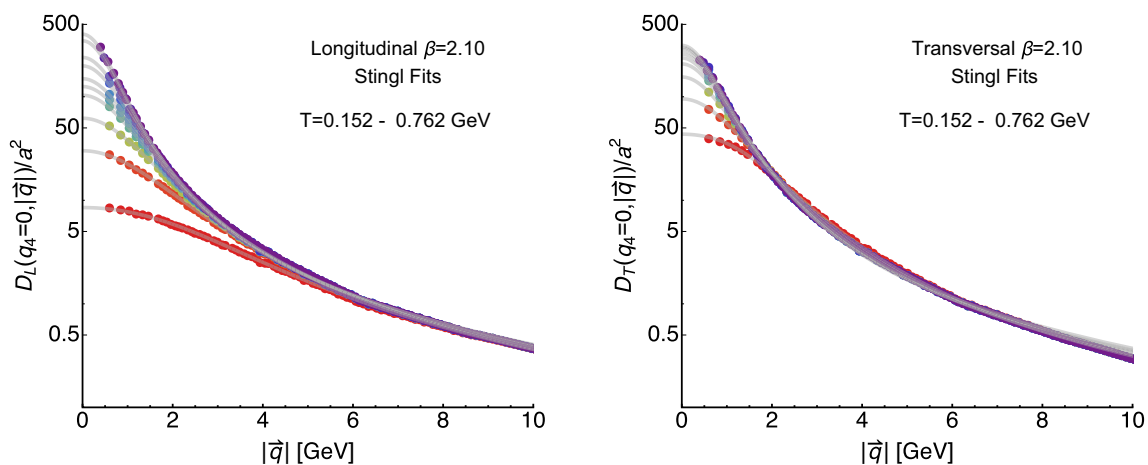 500
50
5
0.5
D_L(q_4=0,|q⃗|)/a^2
Longitudinal β=2.10
Stingl Fits
T=0.152 - 0.762 GeV
0 2 4 6 8 10
|q⃗| [GeV]
500
50
5
0.5
D_T(q_4=0,|q⃗|)/a^2
Transversal β=2.10
Stingl Fits
T=0.152 - 0.762 GeV
0 2 4 6 8 10
|q⃗| [GeV]